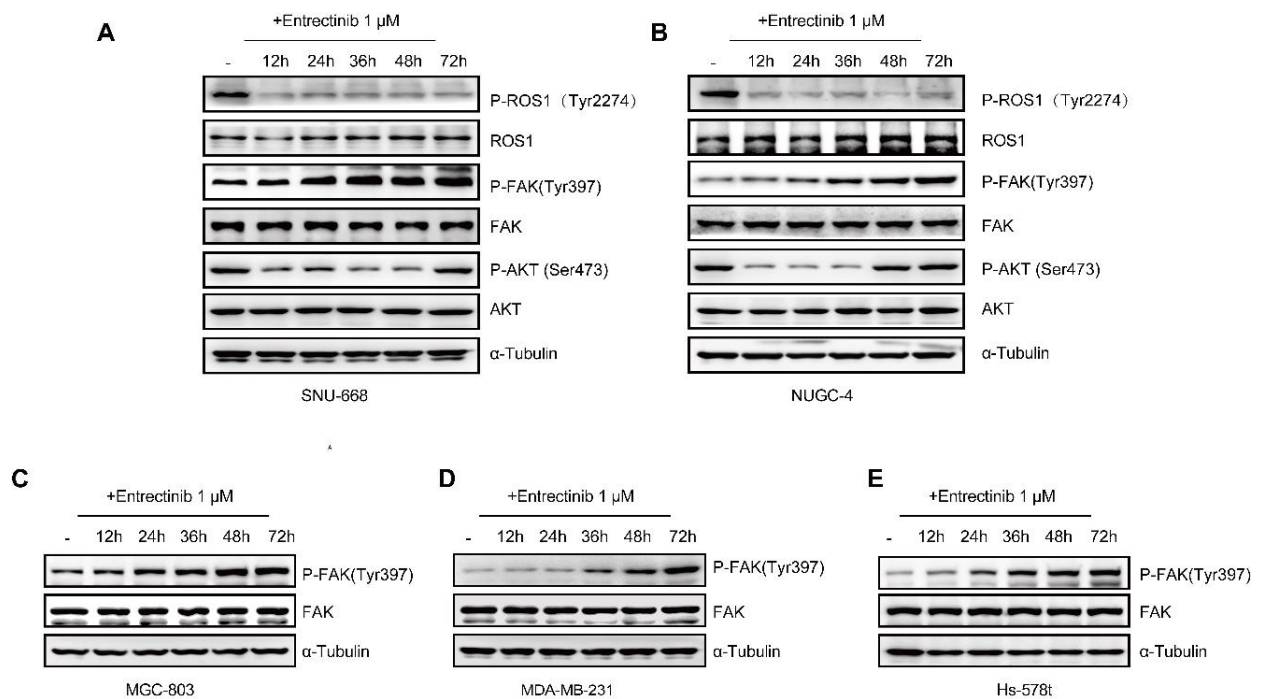 A
+Entrectinib 1 μM
- 12h 24h 36h 48h 72h
P-ROS1（Tyr2274）
ROS1
P-FAK(Tyr397)
FAK
P-AKT (Ser473)
AKT
α-Tubulin
SNU-668
B
+Entrectinib 1 μM
- 12h 24h 36h 48h 72h
P-ROS1（Tyr2274）
ROS1
P-FAK(Tyr397)
FAK
P-AKT (Ser473)
AKT
α-Tubulin
NUGC-4
C
+Entrectinib 1 μM
- 12h 24h 36h 48h 72h
P-FAK(Tyr397)
FAK
α-Tubulin
MGC-803
D
+Entrectinib 1 μM
- 12h 24h 36h 48h 72h
P-FAK(Tyr397)
FAK
α-Tubulin
MDA-MB-231
E
+Entrectinib 1 μM
- 12h 24h 36h 48h 72h
P-FAK(Tyr397)
FAK
α-Tubulin
Hs-578t